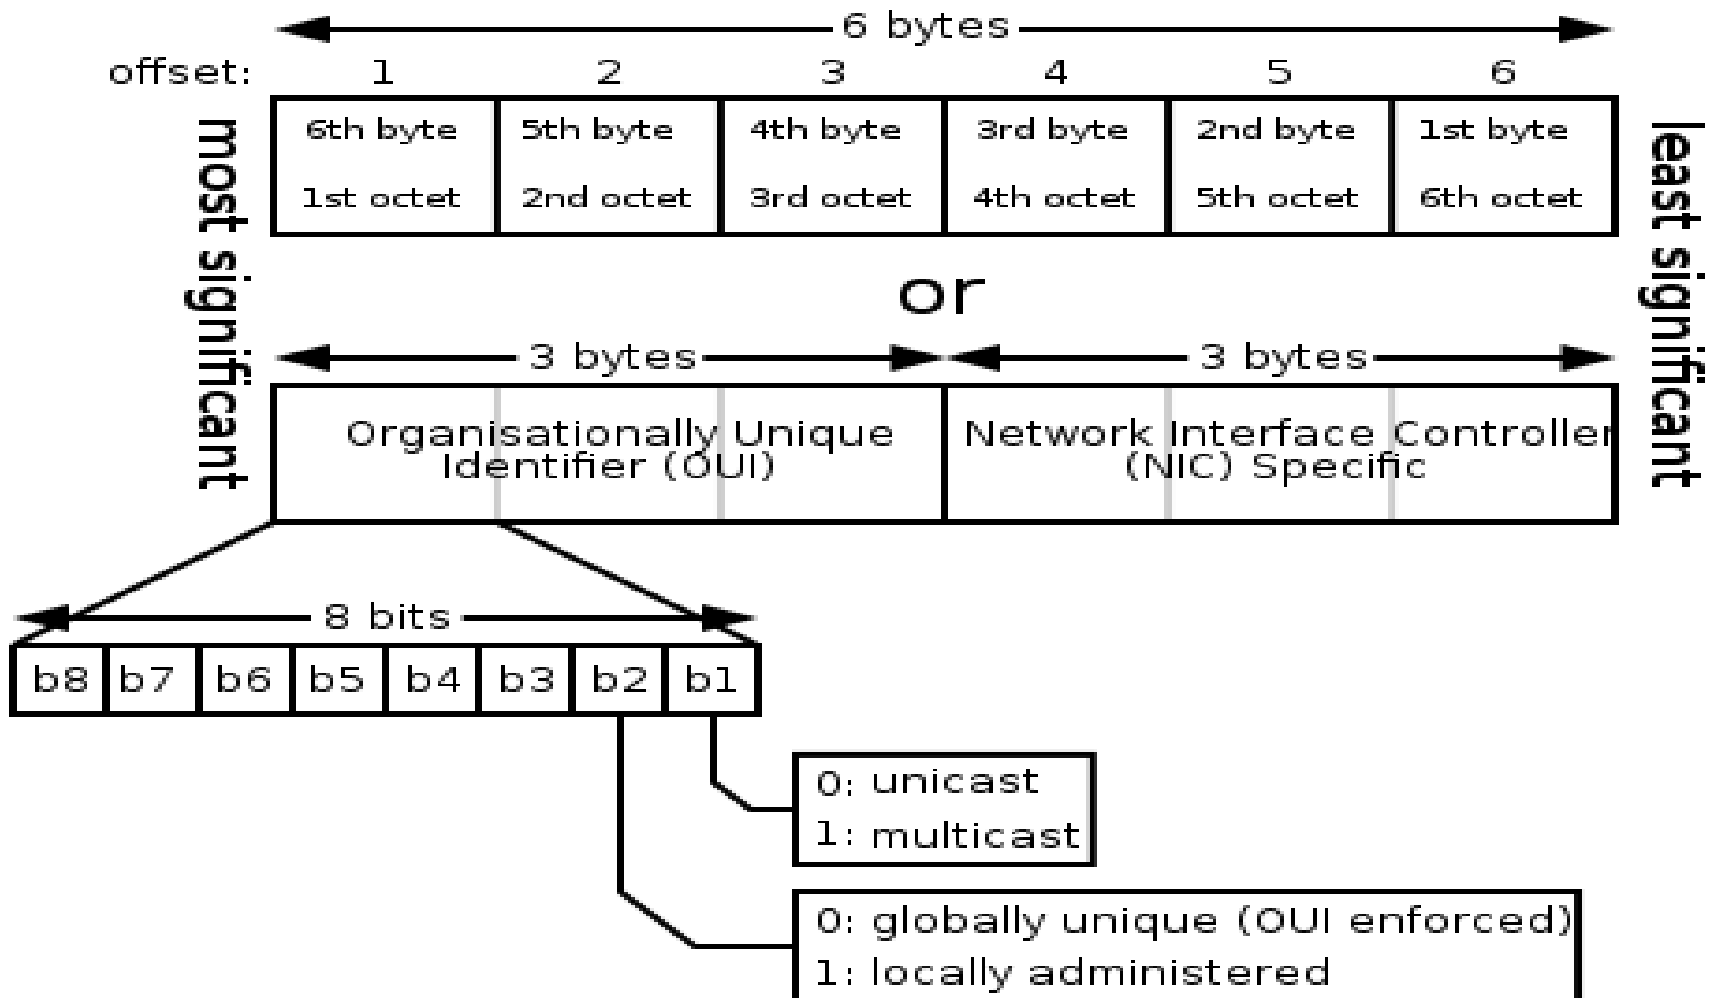 6 bytes
offset: 1 2 3 4 5 6
most significant
6th byte 5th byte 4th byte 3rd byte 2nd byte 1st byte
1st octet 2nd octet 3rd octet 4th octet 5th octet 6th octet
least significant
or
3 bytes 3 bytes
Organisationally Unique
Identifier (OUI)
Network Interface Controller
(NIC) Specific
8 bits
b8 b7 b6 b5 b4 b3 b2 b1
0: unicast
1: multicast
0: globally unique (OUI enforced)
1: locally administered